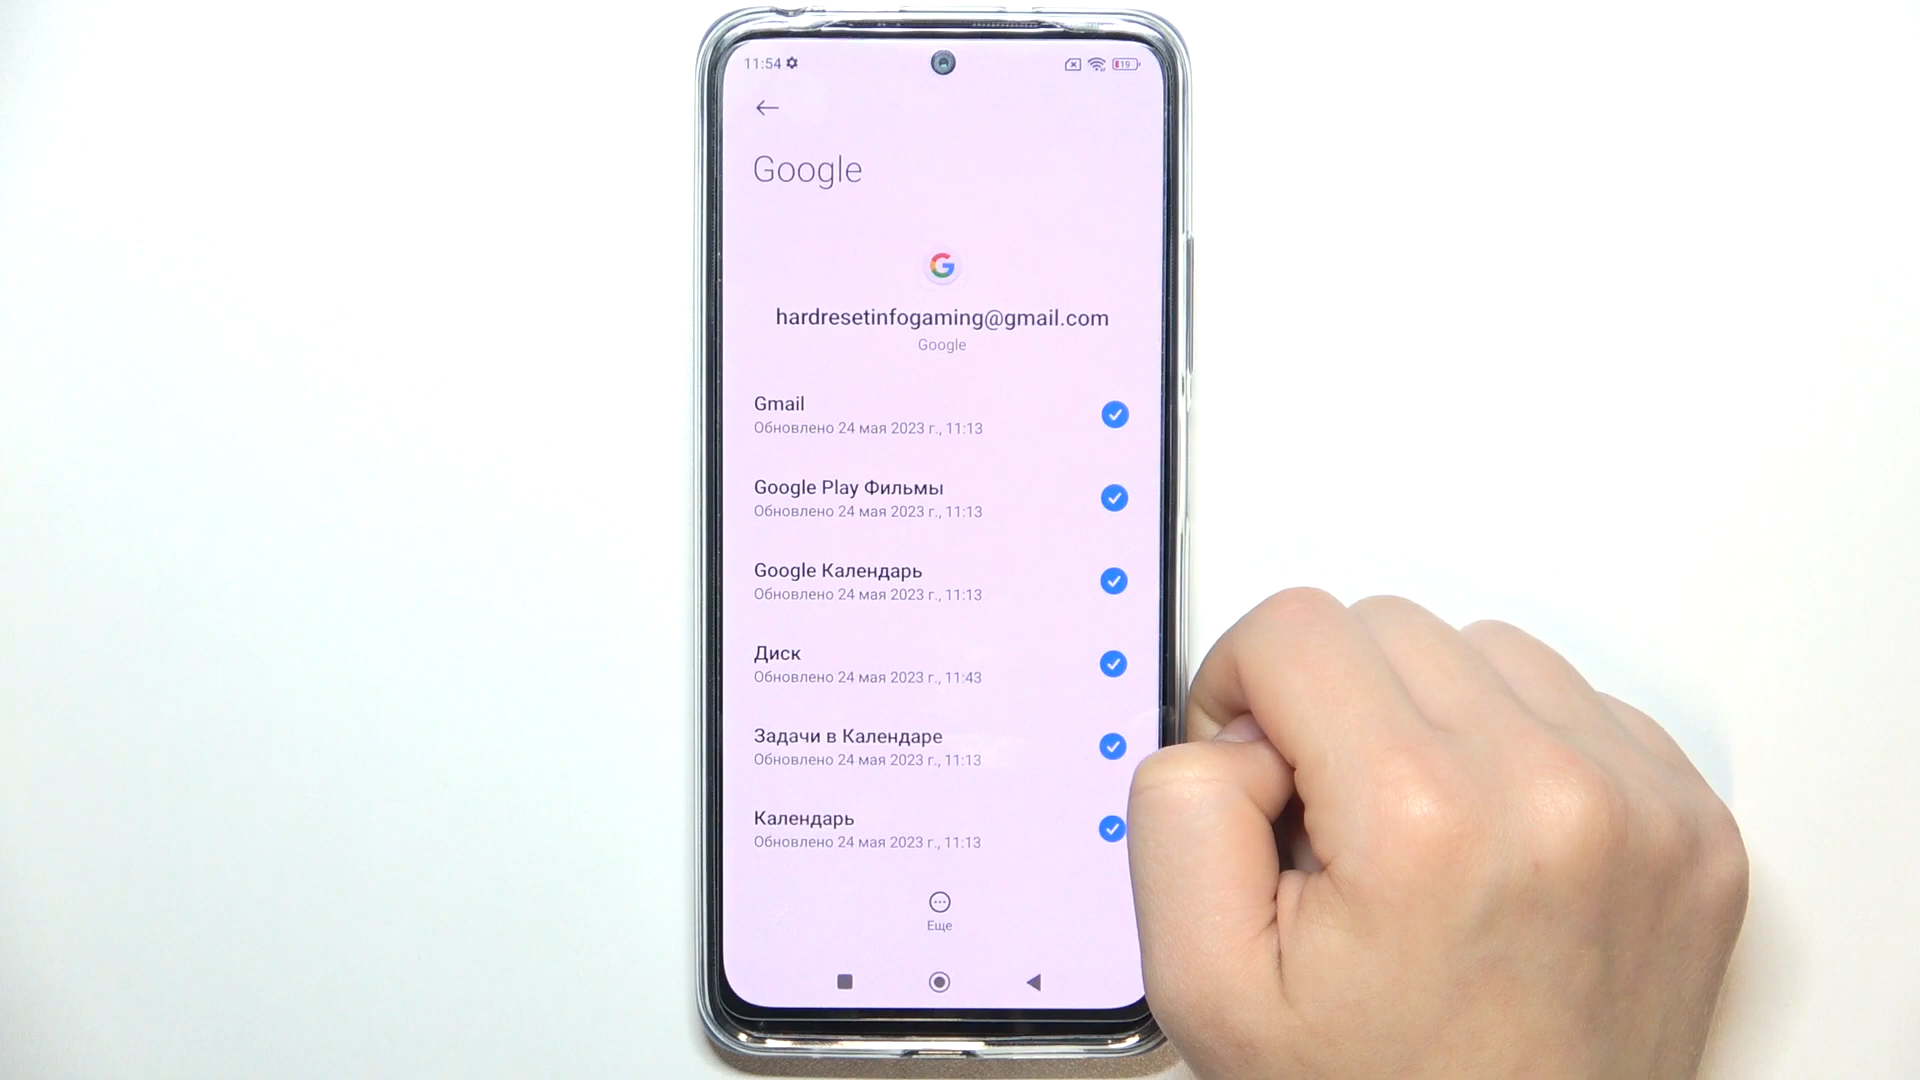 11:54
19
Google
hardresetinfogaming@gmail.com
Google
Gmail
Обновлено 24 мая 2023 г., 11:13
Google Play Фильмы
Обновлено 24 мая 2023 г., 11:13
Google Календарь
Обновлено 24 мая 2023 г., 11:13
Диск
Обновлено 24 мая 2023 г., 11:43
Задачи в Календаре
Обновлено 24 мая 2023 г., 11:13
Календарь
Обновлено 24 мая 2023 г., 11:13
Еще